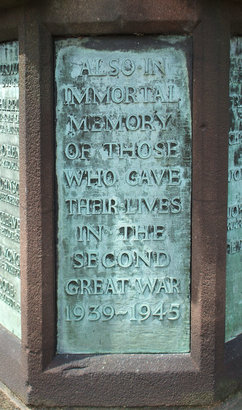 ALSO IN
IMMORTAL
MEMORY
OF THOSE
WHO GAVE
THEIR LIVES
IN THE
SECOND
GREAT WAR
1939~1945